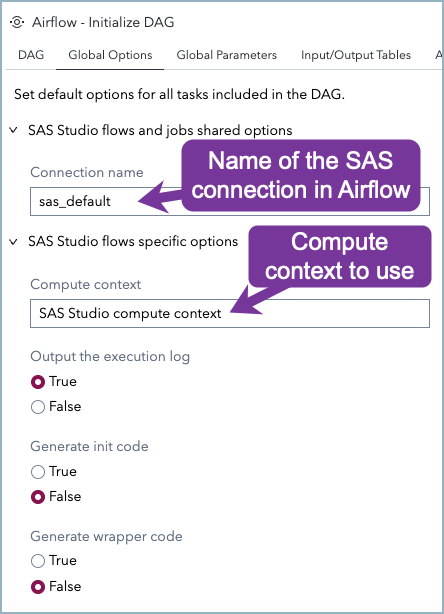 Airflow - Initialize DAG
DAG Global Options Global Parameters Input/Output Tables A
Set default options for all tasks included in the DAG.
SAS Studio flows and jobs shared options
Name of the SAS
connection in Airflow
Connection name
sas_default
SAS Studio flows specific options
Compute
context to use
Compute context
SAS Studio compute context
Output the execution log
True
False
Generate init code
True
False
Generate wrapper code
True
False